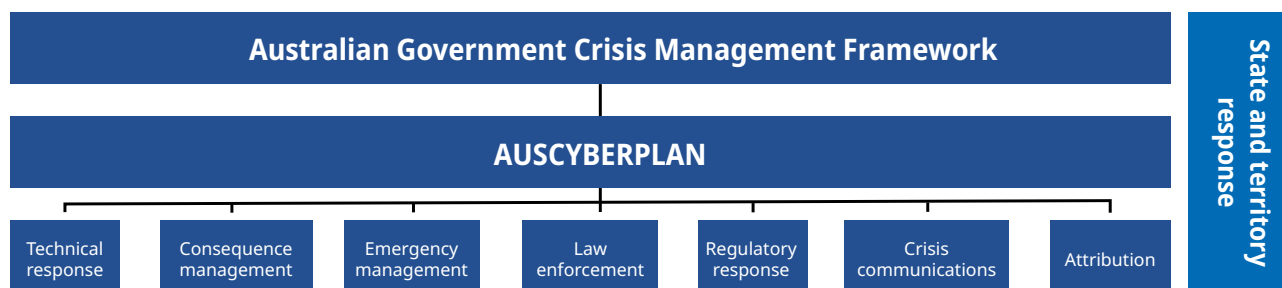 Australian Government Crisis Management Framework
AUSCYBERPLAN
Technical
response
Consequence
management
Emergency
management
Law
enforcement
Regulatory
response
Crisis
communications
Attribution
State and territory
response